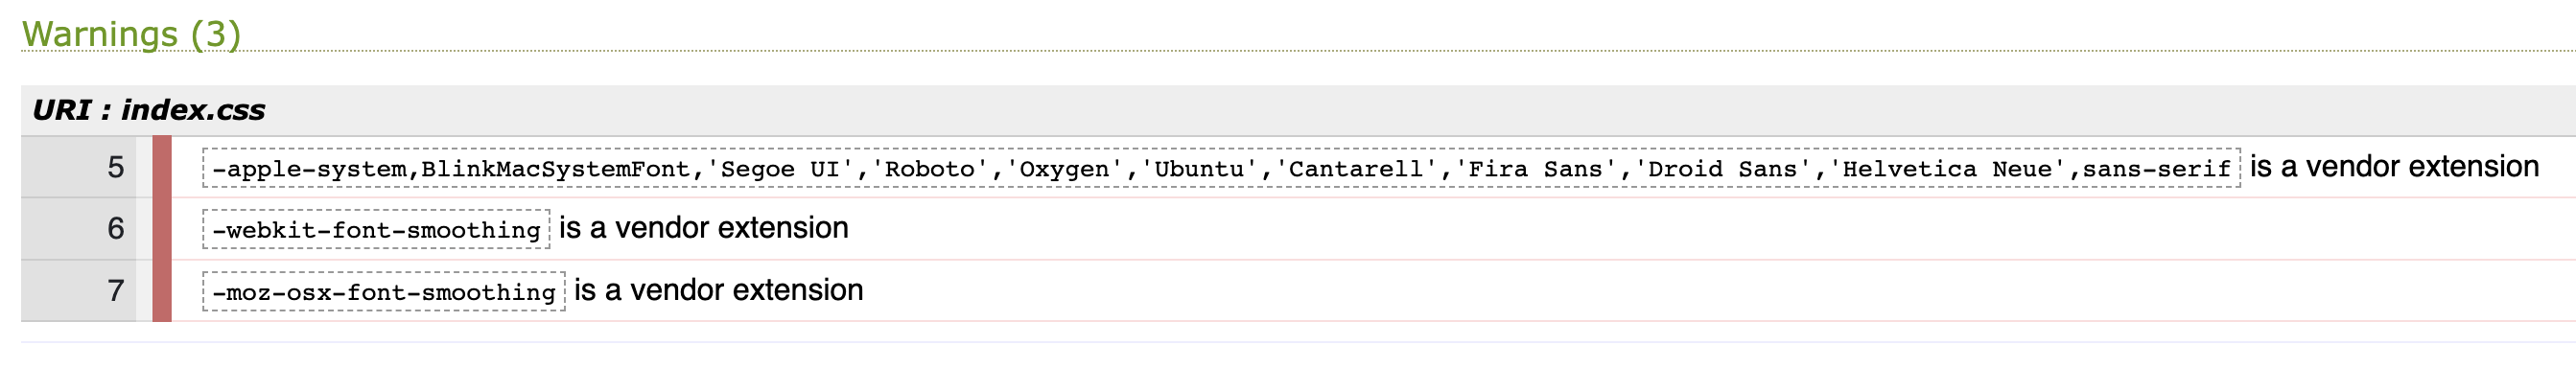 Warnings (3)
URI : index.css
5 -apple-system,BlinkMacSystemFont,'Segoe UI','Roboto','Oxygen','Ubuntu','Cantarell','Fira Sans','Droid Sans','Helvetica Neue',sans-serif is a vendor extension
6 -webkit-font-smoothing is a vendor extension
7 -moz-osx-font-smoothing is a vendor extension